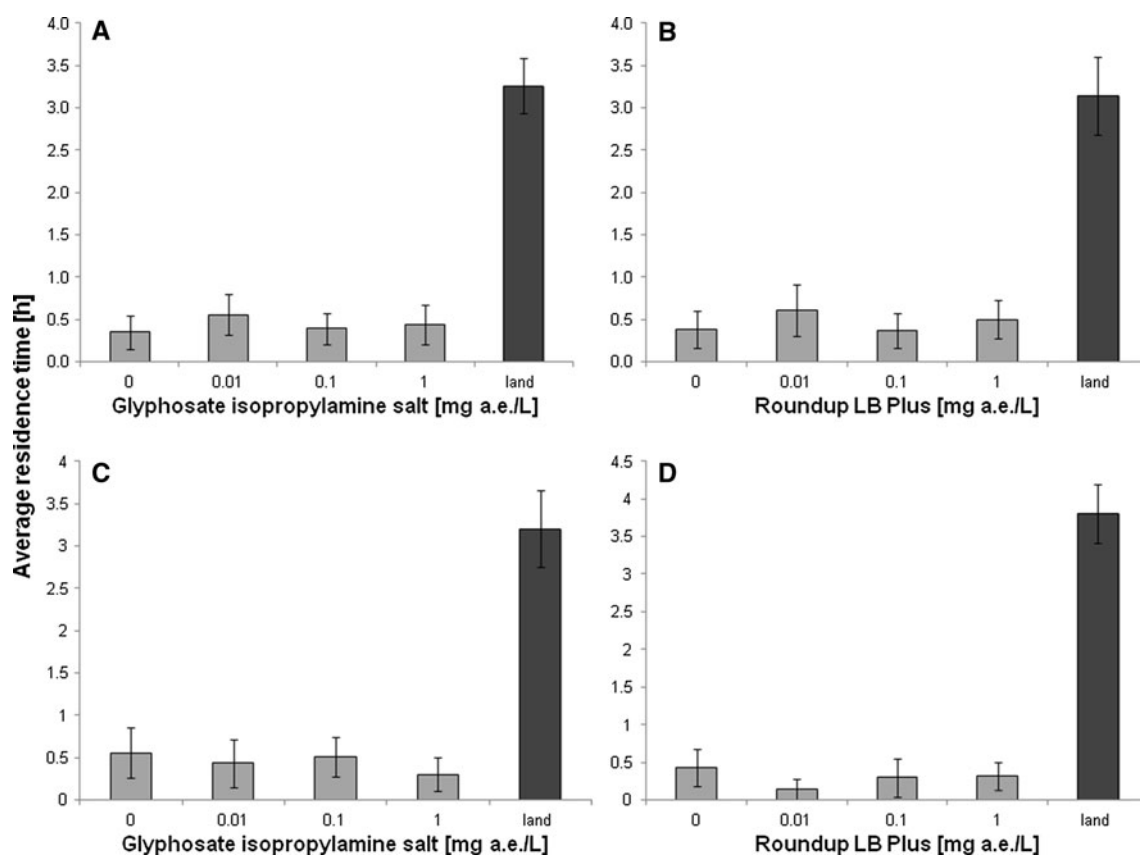 Average residence time [h]
A
4.0
3.5
3.0
2.5
2.0
1.5
1.0
0.5
0.0
0 0.01 0.1 1 land
Glyphosate isopropylamine salt [mg a.e./L]
B
4.0
3.5
3.0
2.5
2.0
1.5
1.0
0.5
0.0
0 0.01 0.1 1 land
Roundup LB Plus [mg a.e./L]
C
4
3.5
3
2.5
2
1.5
1
0.5
0
0 0.01 0.1 1 land
Glyphosate isopropylamine salt [mg a.e./L]
D
4.5
4
3.5
3
2.5
2
1.5
1
0.5
0
0 0.01 0.1 1 land
Roundup LB Plus [mg a.e./L]